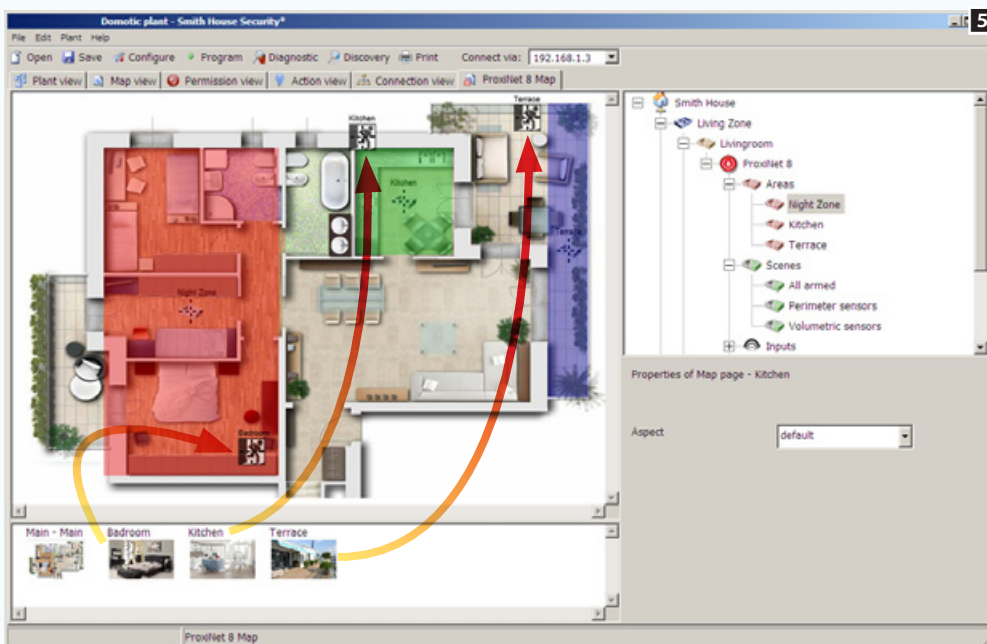 Domotic plant - Smith House Security*
5
File Edit Plant Help
Open Save Configure Program Diagnostic Discovery Print Connect via: 192.168.1.3
Plant view Map view Permission view Action view Connection view ProxiNet 8 Map
Terrace
Kitchen
Kitchen
Terrace
Night Zone
Badroom
Smith House
Living Zone
Livingroom
ProxiNet 8
Areas
Night Zone
Kitchen
Terrace
Scenes
All armed
Perimeter sensors
Volumetric sensors
Inputs
Properties of Map page - Kitchen
Aspect default
Main - Main Badroom Kitchen Terrace
ProxiNet 8 Map